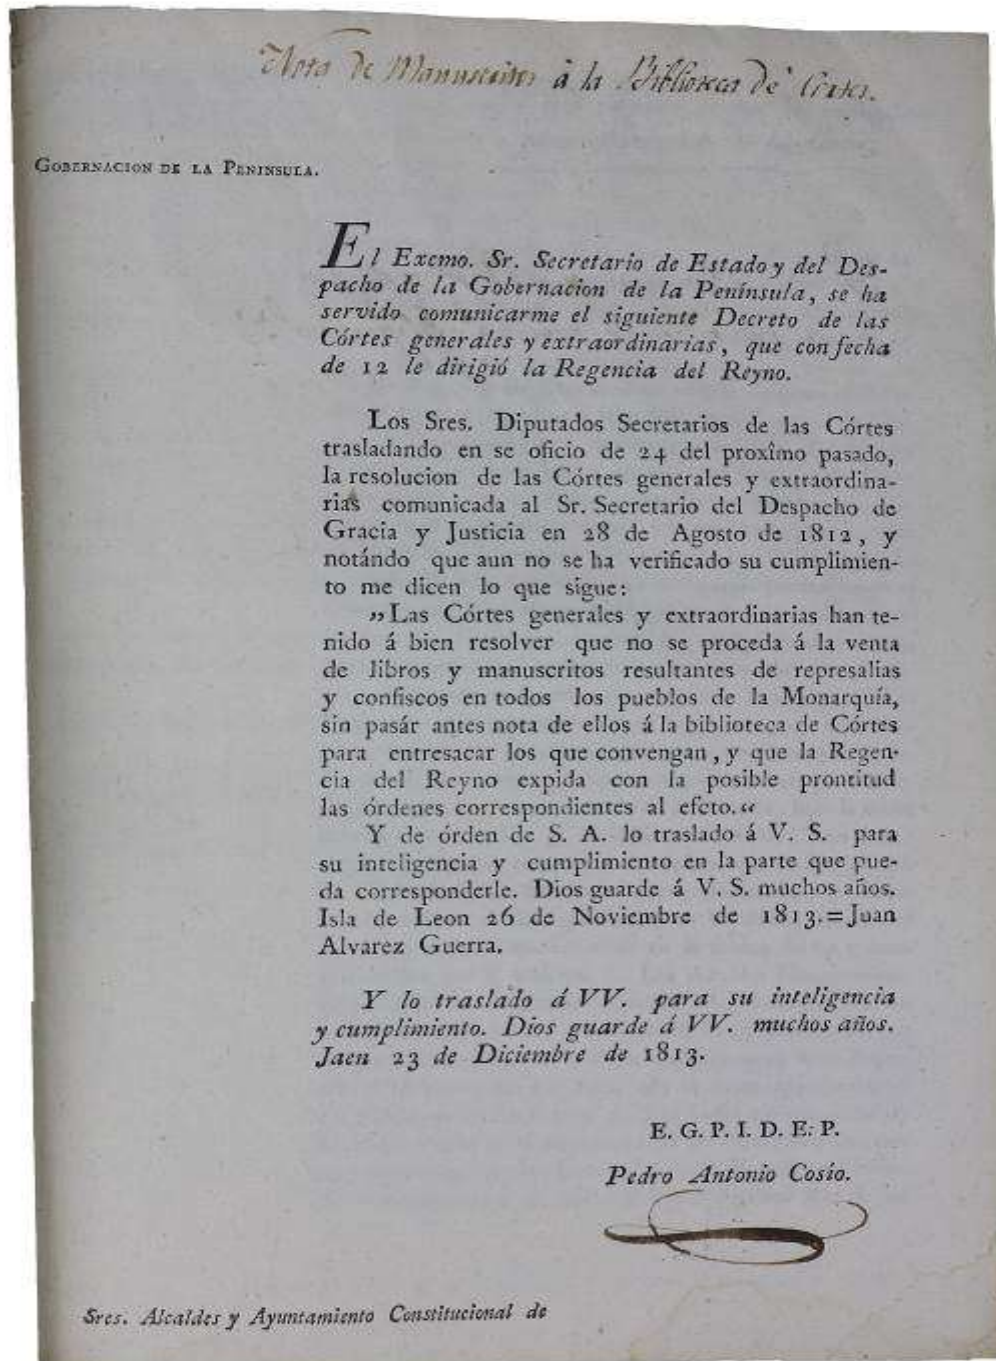 Nota de Manuscritos á la Biblioteca de Cortes.
GOBERNACION DE LA PENINSULA.
El Exemo. Sr. Secretario de Estado y del Des-
pacho de la Gobernacion de la Península, se ha
servido comunicarme el siguiente Decreto de las
Córtes generales y extraordinarias, que con fecha
de 12 le dirigió la Regencia del Reyno.
Los Sres. Diputados Secretarios de las Córtes
trasladando en se oficio de 24 del proxîmo pasado,
la resolucion de las Córtes generales y extraordina-
rias comunicada al Sr. Secretario del Despacho de
Gracia y Justicia en 28 de Agosto de 1812, y
notándo que aun no se ha verificado su cumplimien-
to me dicen lo que sigue:
„Las Córtes generales y extraordinarias han te-
nido á bien resolver que no se proceda á la venta
de libros y manuscritos resultantes de represalias
y confiscos en todos los pueblos de la Monarquía,
sin pasár antes nota de ellos á la biblioteca de Córtes
para entresacar los que convengan, y que la Regen-
cia del Reyno expida con la posible prontitud
las órdenes correspondientes al efcto.“
Y de órden de S. A. lo traslado á V. S. para
su inteligencia y cumplimiento en la parte que pue-
da corresponderle. Dios guarde á V. S. muchos años.
Isla de Leon 26 de Noviembre de 1813.=Juan
Alvarez Guerra.
Y lo traslado á VV. para su inteligencia
y cumplimiento. Dios guarde á VV. muchos años.
Jaen 23 de Diciembre de 1813.
E. G. P. I. D. E. P.
Pedro Antonio Cosío.
Sres. Alcaldes y Ayuntamiento Constitucional de